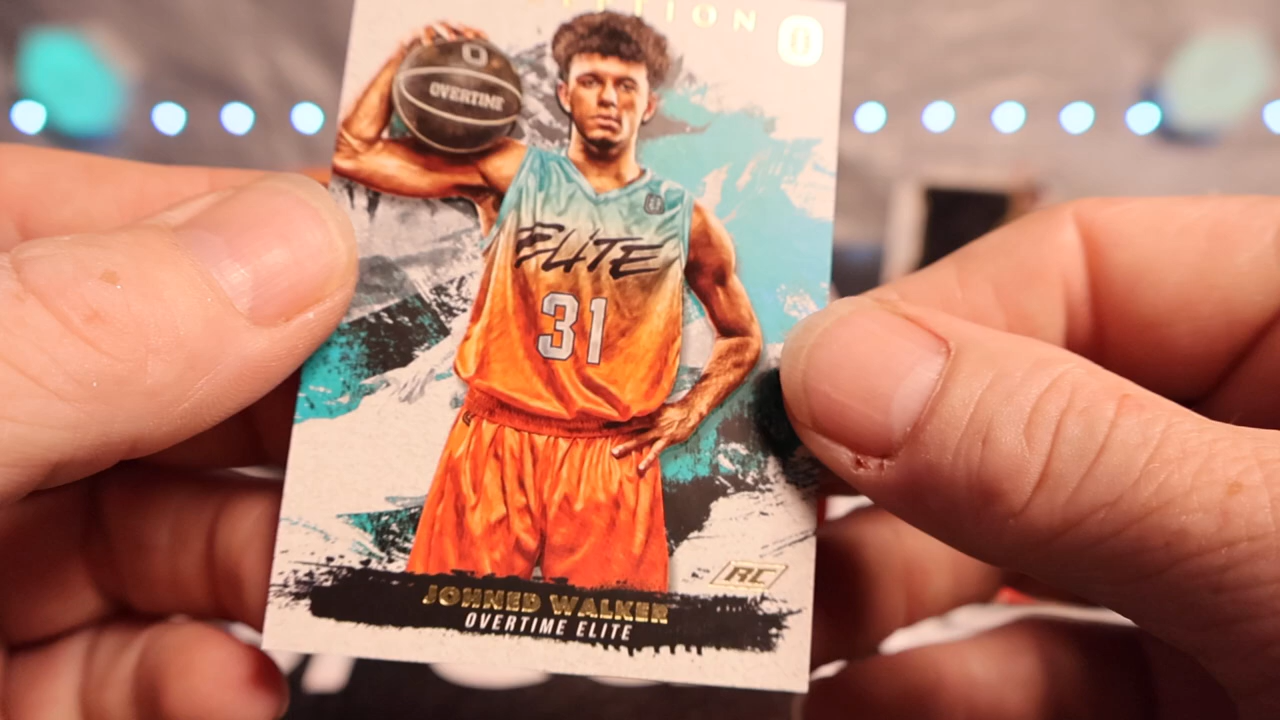 OVERTIME
ELITE
31
RC
JOHNED WALKER
OVERTIME ELITE